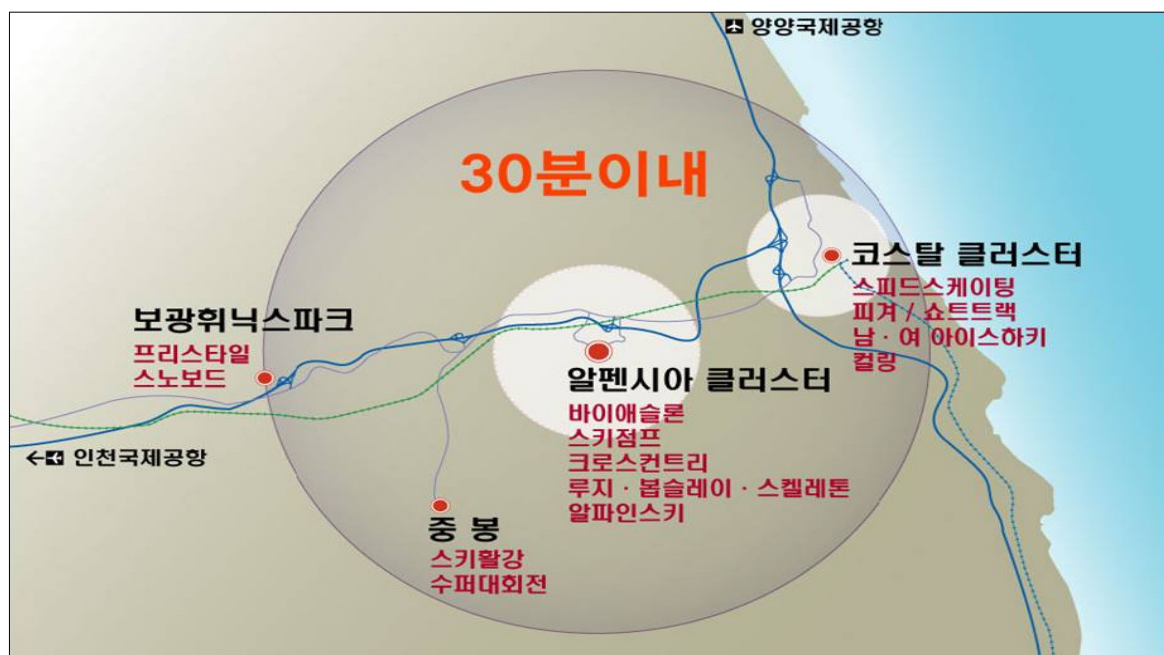 양양국제공항
30분이내
코스탈 클러스터
스피드스케이팅
피겨 / 쇼트트랙
남 · 여 아이스하키
컬링
보광휘닉스파크
프리스타일
스노보드
알펜시아 클러스터
바이애슬론
스키점프
크로스컨트리
루지 · 봅슬레이 · 스켈레톤
알파인스키
인천국제공항
중 봉
스키활강
수퍼대회전